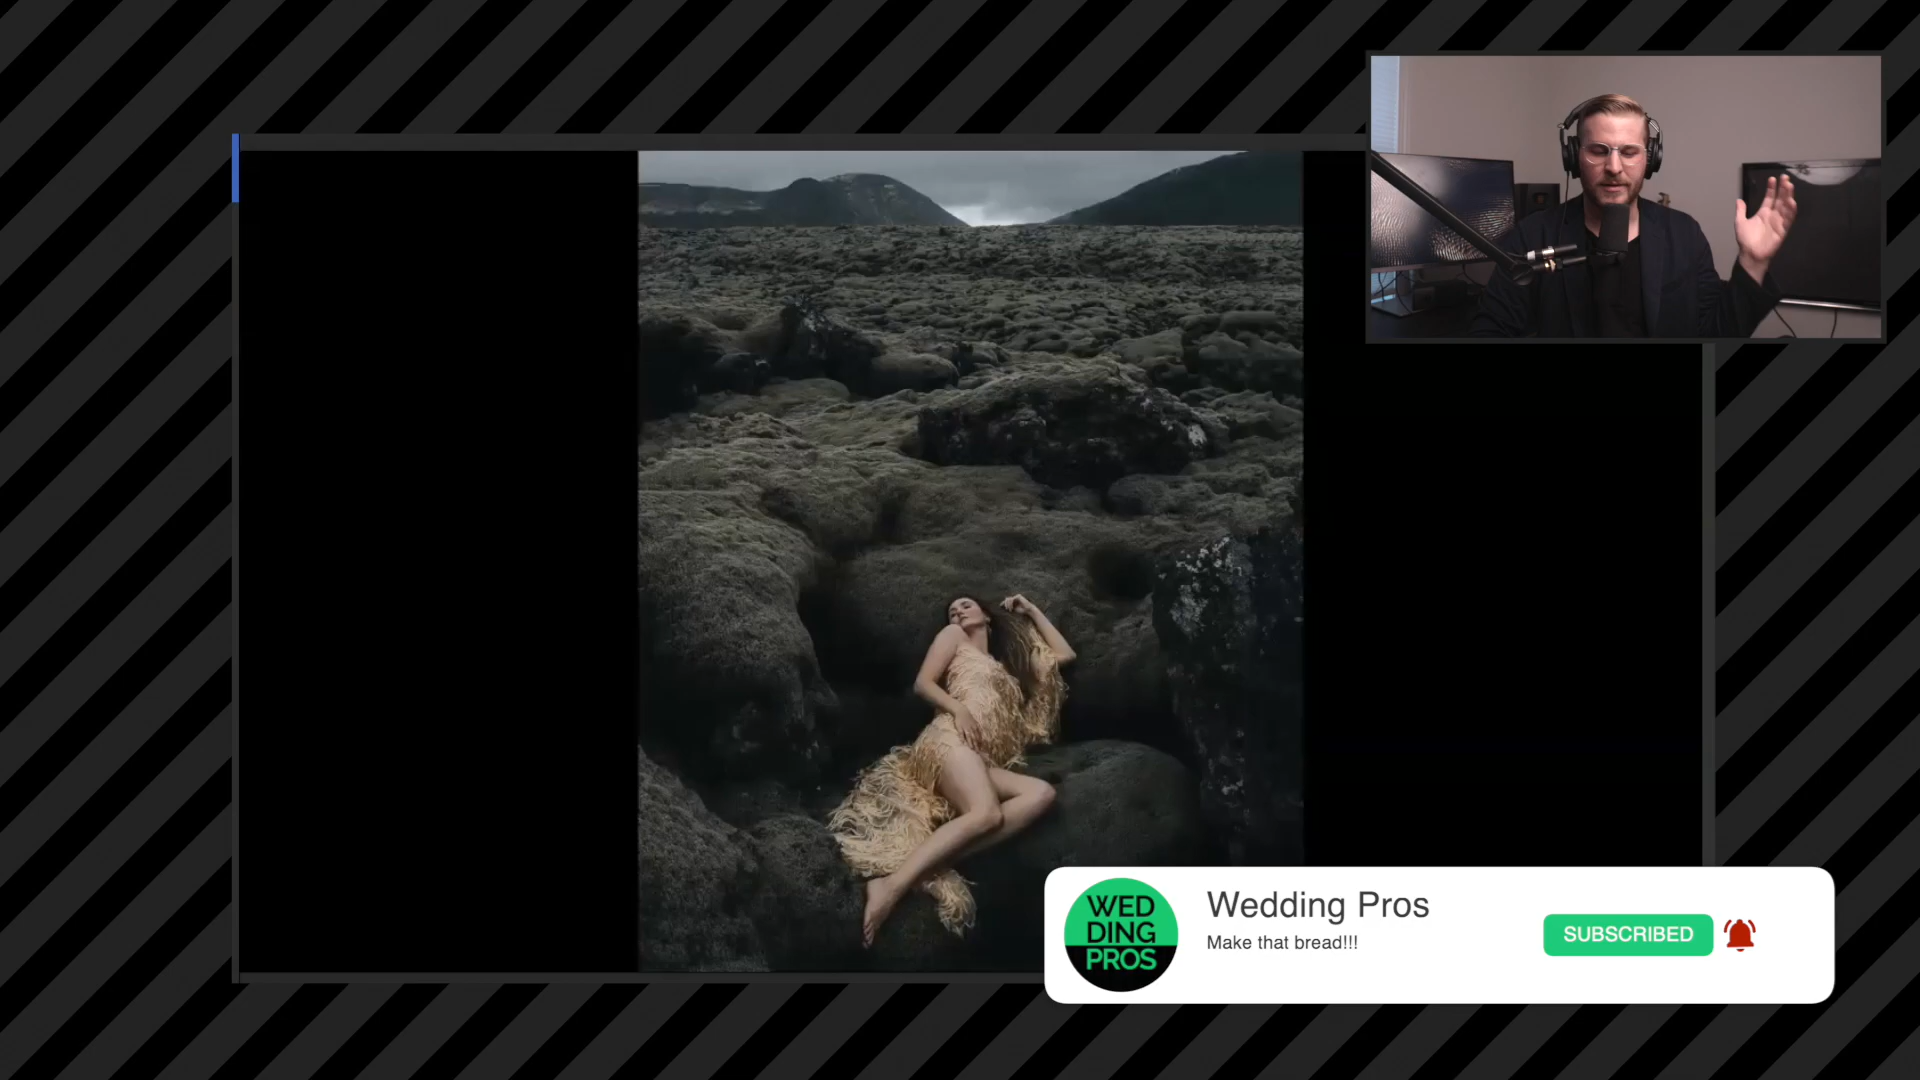 WED
DING
PROS
Wedding Pros
Make that bread!!!
SUBSCRIBED